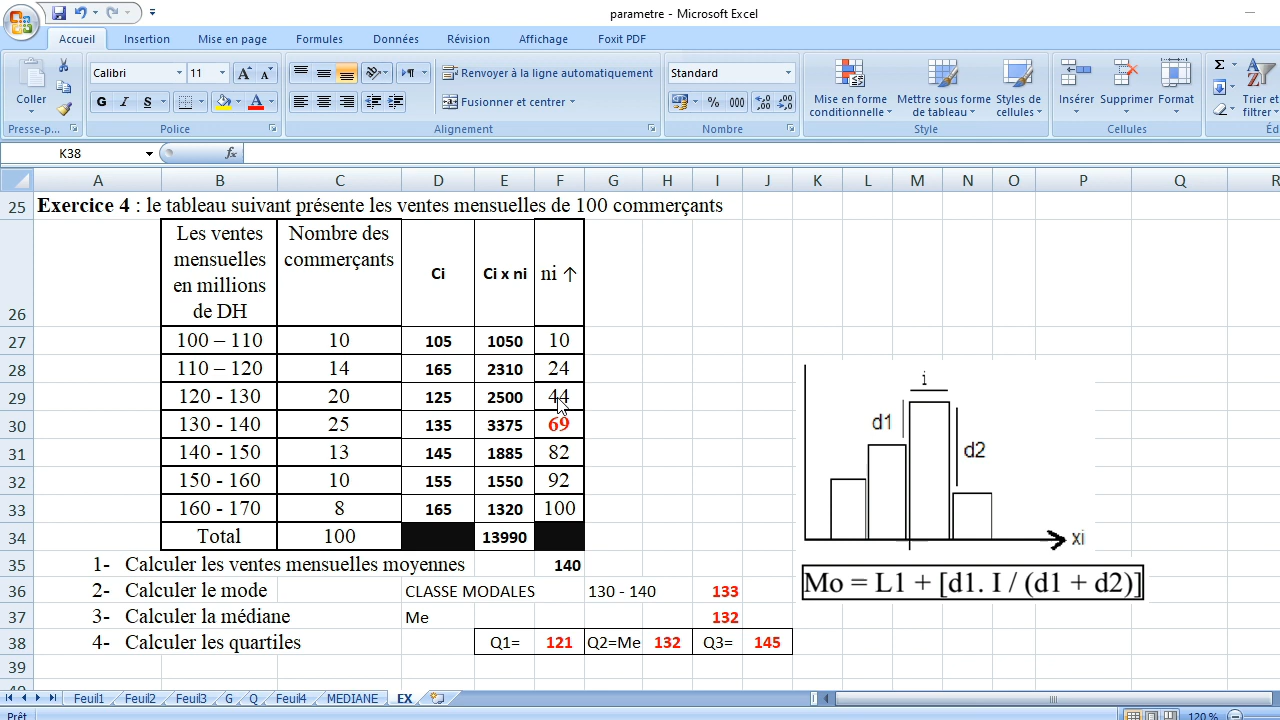 parametre - Microsoft Excel
Accueil Insertion Mise en page Formules Données Révision Affichage Foxit PDF
Coller Calibri 11 A A Renvoyer à la ligne automatiquement Standard Mise en forme conditionnelle Mettre sous forme de tableau Styles de cellules Insérer Supprimer Format Σ Trier et filtrer
G I S A Fusionner et centrer % 000
Presse-p... Police Alignement Nombre Style Cellules Éd
K38 fx
A B C D E F G H I J K L M N O P Q R
25 Exercice 4 : le tableau suivant présente les ventes mensuelles de 100 commerçants
26 Les ventes mensuelles en millions de DH Nombre des commerçants Ci Ci x ni ni ↑
27 100 – 110 10 105 1050 10
28 110 – 120 14 165 2310 24
29 120 - 130 20 125 2500 44
30 130 - 140 25 135 3375 69
31 140 - 150 13 145 1885 82
32 150 - 160 10 155 1550 92
33 160 - 170 8 165 1320 100
34 Total 100 13990
35 1- Calculer les ventes mensuelles moyennes 140
36 2- Calculer le mode CLASSE MODALES 130 - 140 133
37 3- Calculer la médiane Me 132
38 4- Calculer les quartiles Q1= 121 Q2=Me 132 Q3= 145
39
i
d1
d2
xi
Mo = L1 + [d1. I / (d1 + d2)]
Feuil1 Feuil2 Feuil3 G Q Feuil4 MEDIANE EX
Prêt 120 %